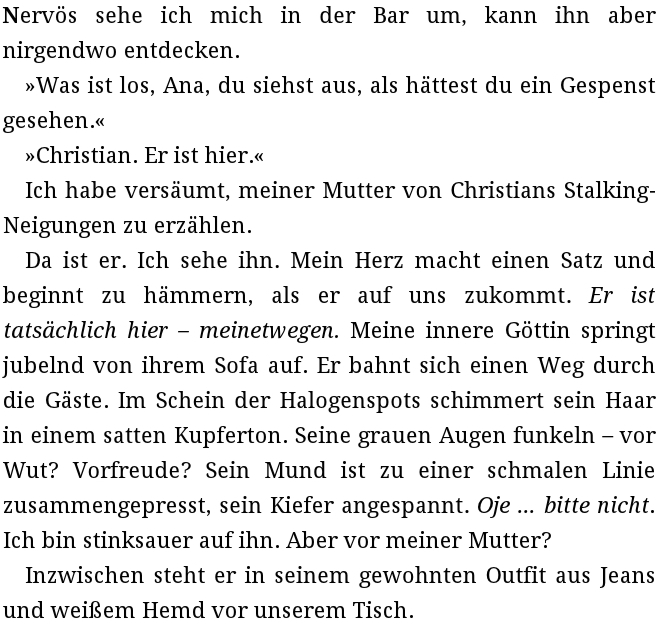 Nervös sehe ich mich in der Bar um, kann ihn aber
nirgendwo entdecken.
»Was ist los, Ana, du siehst aus, als hättest du ein Gespenst
gesehen.«
»Christian. Er ist hier.«
Ich habe versäumt, meiner Mutter von Christians Stalking-
Neigungen zu erzählen.
Da ist er. Ich sehe ihn. Mein Herz macht einen Satz und
beginnt zu hämmern, als er auf uns zukommt. Er ist
tatsächlich hier – meinetwegen. Meine innere Göttin springt
jubelnd von ihrem Sofa auf. Er bahnt sich einen Weg durch
die Gäste. Im Schein der Halogenspots schimmert sein Haar
in einem satten Kupferton. Seine grauen Augen funkeln – vor
Wut? Vorfreude? Sein Mund ist zu einer schmalen Linie
zusammengepresst, sein Kiefer angespannt. Oje ... bitte nicht.
Ich bin stinksauer auf ihn. Aber vor meiner Mutter?
Inzwischen steht er in seinem gewohnten Outfit aus Jeans
und weißem Hemd vor unserem Tisch.